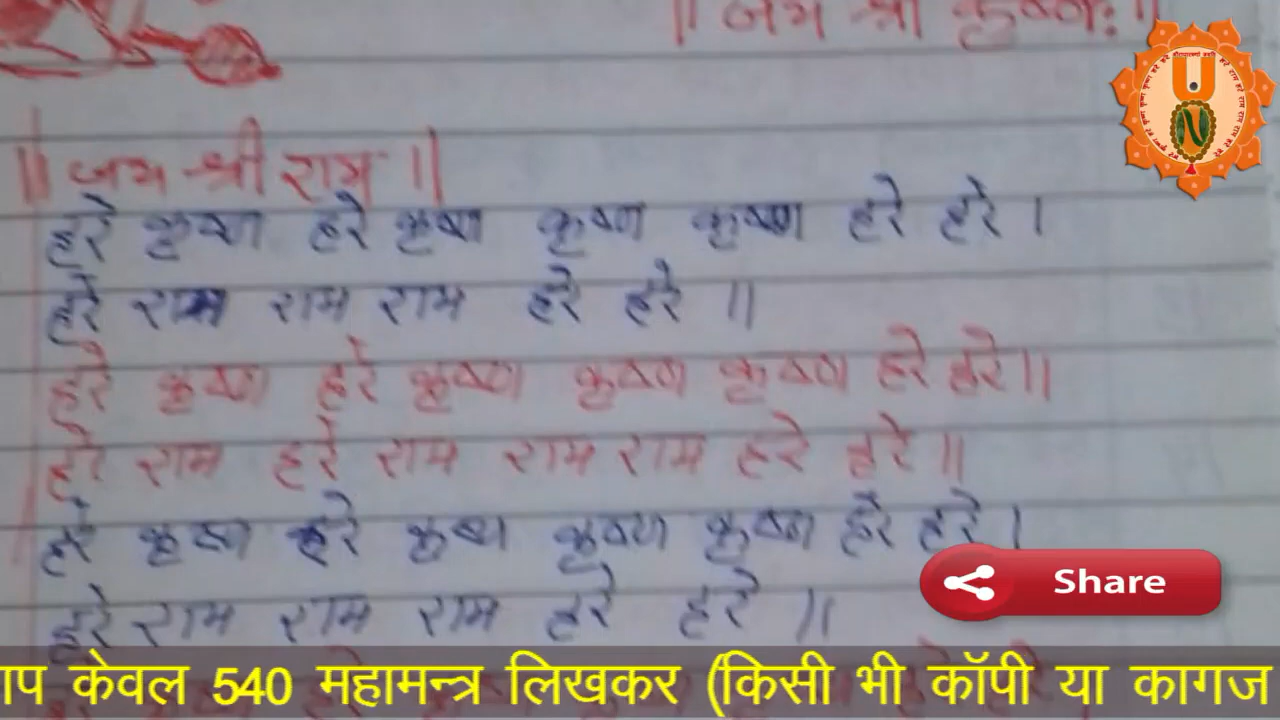 ॥ जय श्री कृष्णः ॥
॥ जय श्री राम ॥
हरे कृष्ण हरे कृष्ण कृष्ण कृष्ण हरे हरे ।
हरे राम राम राम हरे हरे ॥
हरे कृष्ण हरे कृष्ण कृष्ण कृष्ण हरे हरे ॥
हरे राम हरे राम राम राम हरे हरे ॥
हरे कृष्ण हरे कृष्ण कृष्ण कृष्ण हरे हरे ।
हरे राम राम राम हरे हरे ॥
Share
ाप केवल 540 महामन्त्र लिखकर (किसी भी कॉपी या कागज